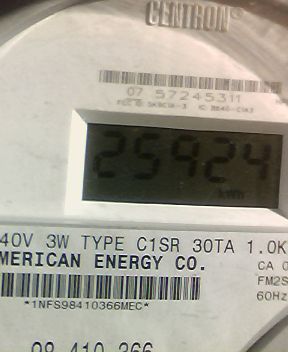 CENTRON®
07 57245311
25924
kWh
40V 3W TYPE C1SR 30TA 1.0K
MERICAN ENERGY CO.
CA 0
FM2S
60Hz
*1NFS98410366MEC*
98 410 366